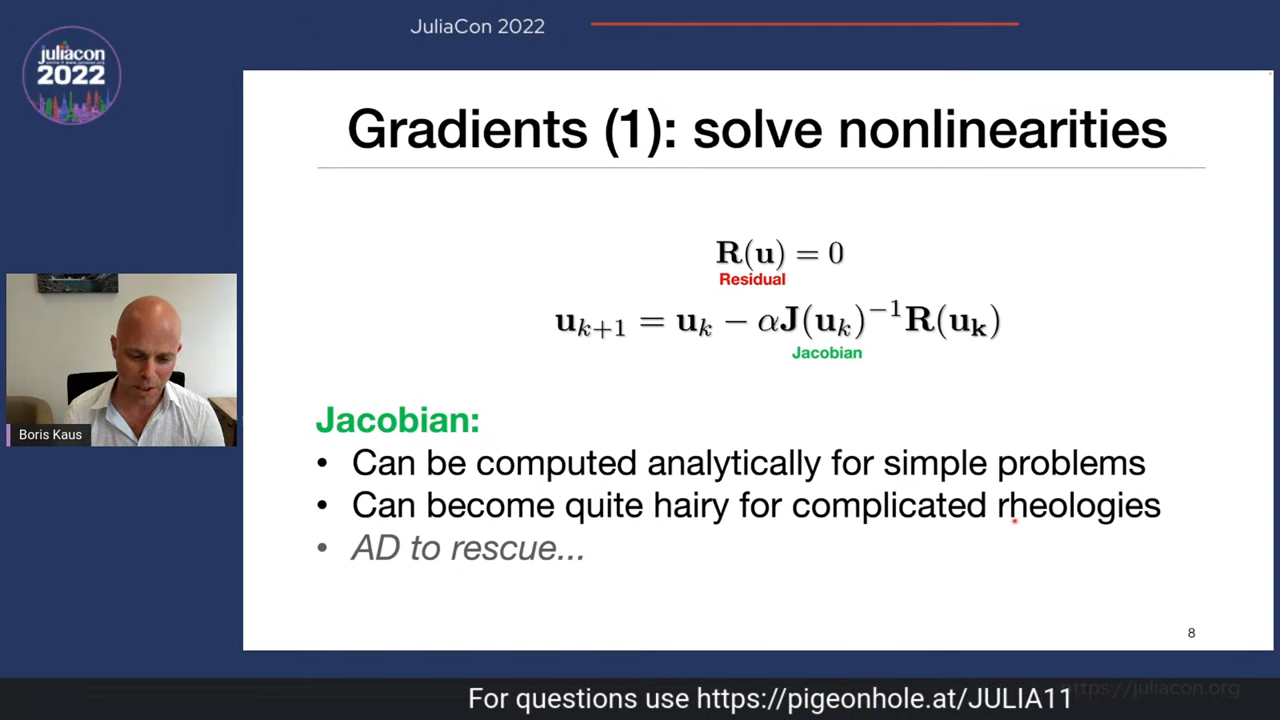 JuliaCon 2022
juliacon
2022
Gradients (1): solve nonlinearities
R(u) = 0
Residual
u_{k+1} = u_k − αJ(u_k)^{−1}R(u_k)
Jacobian
Jacobian:
• Can be computed analytically for simple problems
• Can become quite hairy for complicated rheologies
• AD to rescue...
8
Boris Kaus
https://juliacon.org
For questions use https://pigeonhole.at/JULIA11